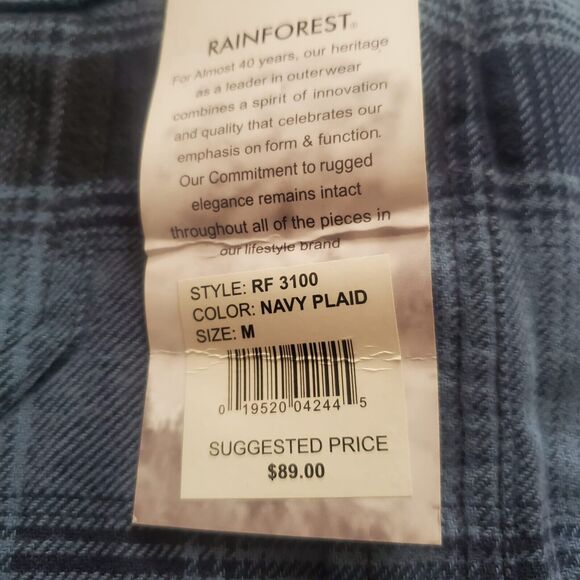 RAINFOREST®
For Almost 40 years, our heritage
as a leader in outerwear
combines a spirit of innovation
and quality that celebrates our
emphasis on form & function.
Our Commitment to rugged
elegance remains intact
throughout all of the pieces in
our lifestyle brand
STYLE: RF 3100
COLOR: NAVY PLAID
SIZE: M
0 19520 04244 5
SUGGESTED PRICE
$89.00